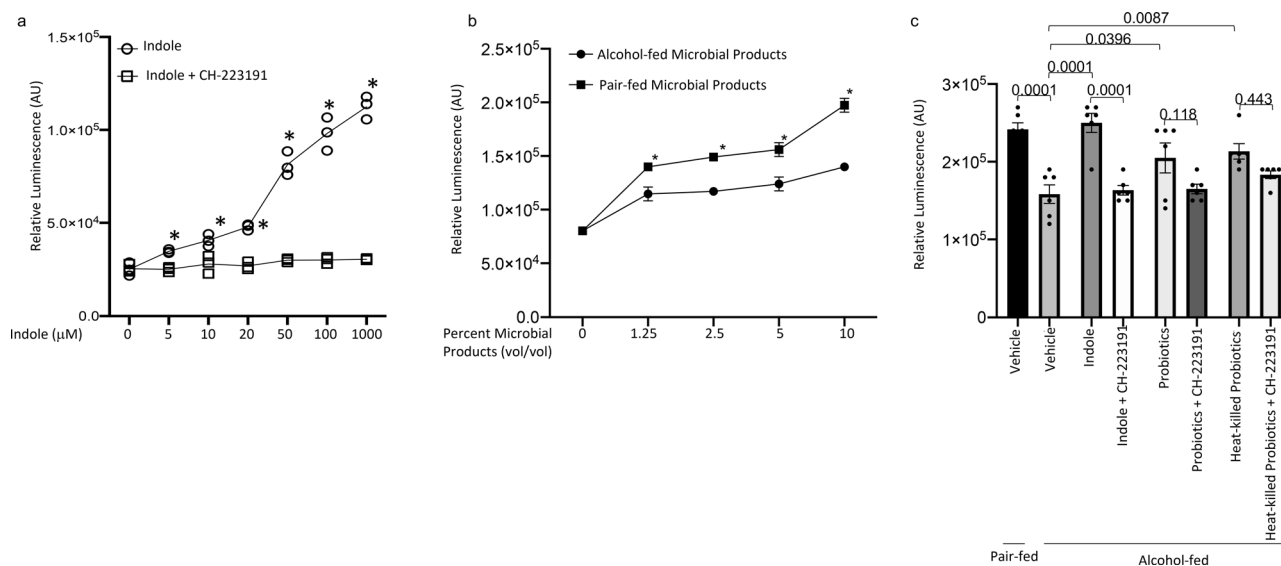 a
1.5×10⁵
1.0×10⁵
5.0×10⁴
0.0
Relative Luminescence (AU)
Indole
Indole + CH-223191
*
*
*
*
*
*
Indole (µM)
0
5
10
20
50
100
1000
b
2.5×10⁵
2.0×10⁵
1.5×10⁵
1.0×10⁵
5.0×10⁴
0
Relative Luminescence (AU)
Alcohol-fed Microbial Products
Pair-fed Microbial Products
*
*
*
*
Percent Microbial
Products (vol/vol)
0
1.25
2.5
5
10
c
0.0087
0.0396
0.0001
0.0001
0.0001
0.118
0.443
3×10⁵
2×10⁵
1×10⁵
0
Relative Luminescence (AU)
Vehicle
Vehicle
Indole
Indole + CH-223191
Probiotics
Probiotics + CH-223191
Heat-killed Probiotics
Heat-killed Probiotics + CH-223191
Pair-fed
Alcohol-fed